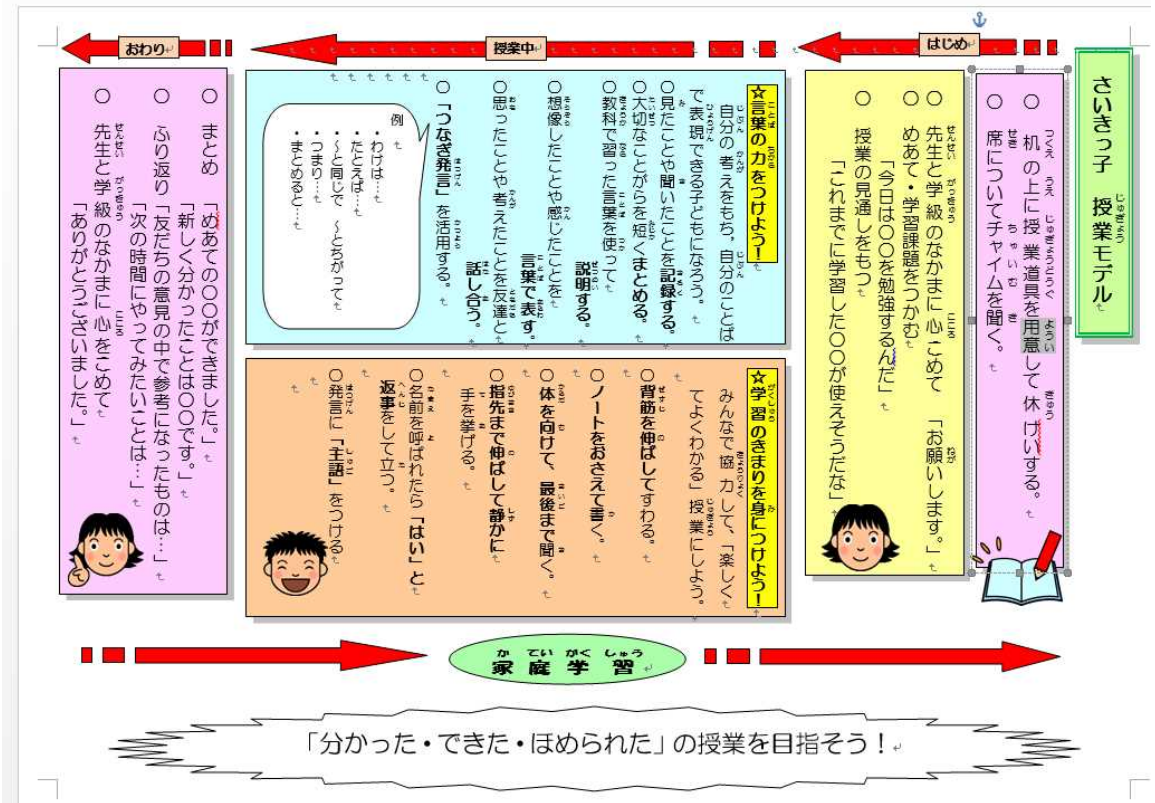 さいきっ子 授業モデル
はじめ
○ 机の上に授業道具を用意して休けいする。
○ 席についてチャイムを聞く。
○ 先生と学級のなかまに心こめて 「お願いします。」
○ めあて・学習課題をつかむ
「今日は〇〇を勉強するんだ」
○ 授業の見通しをもつ
「これまでに学習した〇〇が使えそうだな」
授業中
☆言葉の力をつけよう！
自分の考えをもち，自分のことば
で表現できる子どもになろう。
○見たことや聞いたことを記録する。
○大切なことがらを短くまとめる。
○教科で習った言葉を使って
説明する。
○想像したことや感じたことを
言葉で表す。
○思ったことや考えたことを友達と
話し合う。
○「つなぎ発言」を活用する。
例
・わけは…
・たとえば…
・～と同じで ～とちがって
・つまり…
・まとめると…
☆学習のきまりを身につけよう！
みんなで協力して、「楽しく
てよくわかる」授業にしよう。
○背筋を伸ばしてすわる。
○ノートをおさえて書く。
○体を向けて、最後まで聞く。
○指先まで伸ばして静かに
手を挙げる。
○名前を呼ばれたら「はい」と
返事をして立つ。
○発言に「主語」をつける
おわり
○ まとめ 「めあての〇〇ができました。」
「新しく分かったことは〇〇です。」
○ ふり返り「友だちの意見の中で参考になったものは…」
「次の時間にやってみたいことは…」
○ 先生と学級のなかまに心をこめて
「ありがとうございました。」
家庭学習
「分かった・できた・ほめられた」の授業を目指そう！